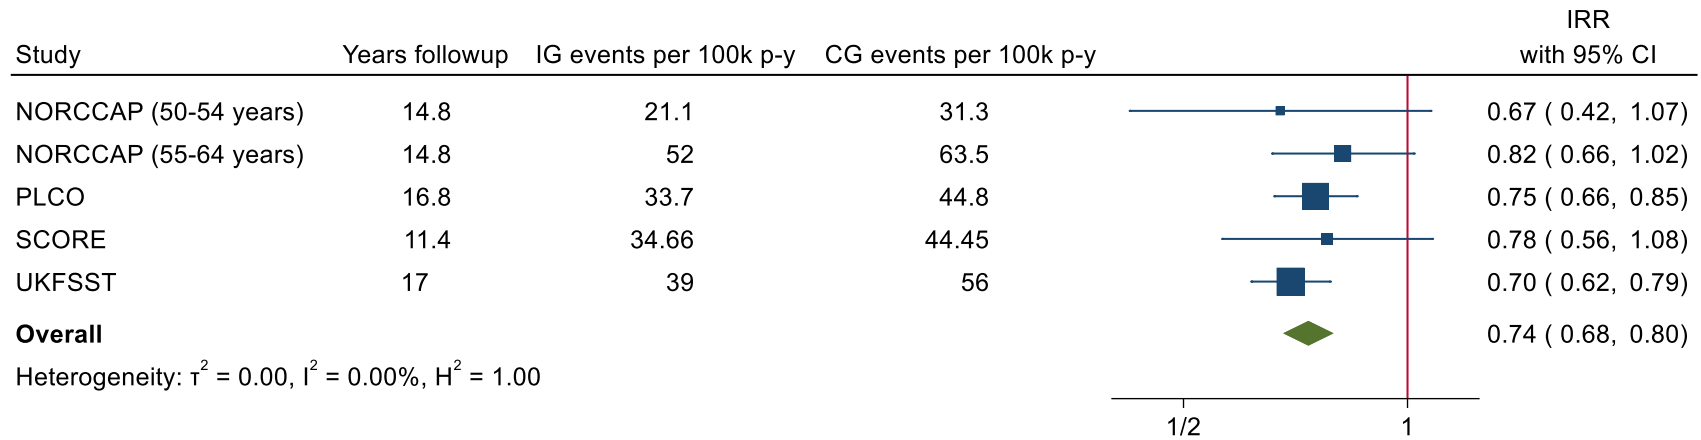 IRR
Study Years followup IG events per 100k p-y CG events per 100k p-y with 95% CI
NORCCAP (50-54 years) 14.8 21.1 31.3 0.67 ( 0.42, 1.07)
NORCCAP (55-64 years) 14.8 52 63.5 0.82 ( 0.66, 1.02)
PLCO 16.8 33.7 44.8 0.75 ( 0.66, 0.85)
SCORE 11.4 34.66 44.45 0.78 ( 0.56, 1.08)
UKFSST 17 39 56 0.70 ( 0.62, 0.79)
Overall 0.74 ( 0.68, 0.80)
Heterogeneity: τ² = 0.00, I² = 0.00%, H² = 1.00
1/2 1